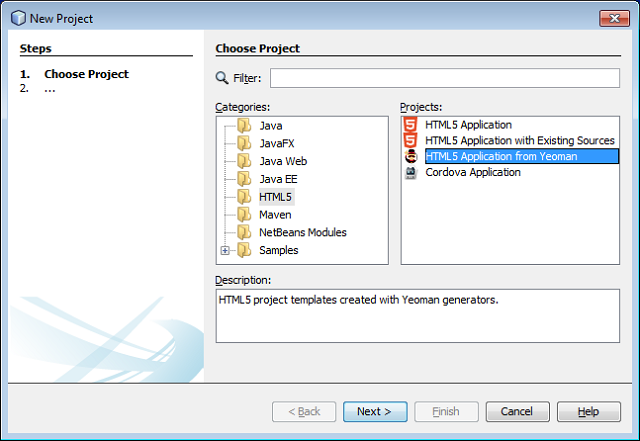 New Project
Steps
1. Choose Project
2. ...
Choose Project
Filter:
Categories:
Java
JavaFX
Java Web
Java EE
HTML5
Maven
NetBeans Modules
Samples
Projects:
HTML5 Application
HTML5 Application with Existing Sources
HTML5 Application from Yeoman
Cordova Application
Description:
HTML5 project templates created with Yeoman generators.
< Back
Next >
Finish
Cancel
Help